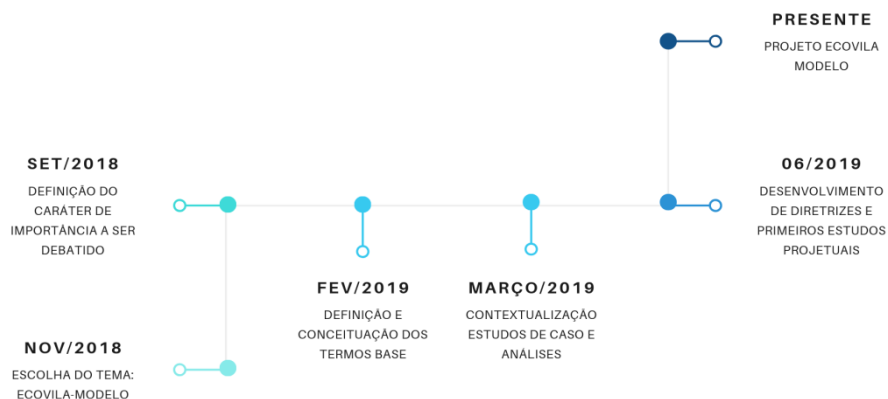 PRESENTE
PROJETO ECOVILA
MODELO
SET/2018
DEFINIÇÃO DO
CARÁTER DE
IMPORTÂNCIA A SER
DEBATIDO
06/2019
DESENVOLVIMENTO
DE DIRETRIZES E
PRIMEIROS ESTUDOS
PROJETUAIS
FEV/2019
DEFINIÇÃO E
CONCEITUAÇÃO DOS
TERMOS BASE
MARÇO/2019
CONTEXTUALIZAÇÃO
ESTUDOS DE CASO E
ANÁLISES
NOV/2018
ESCOLHA DO TEMA:
ECOVILA-MODELO